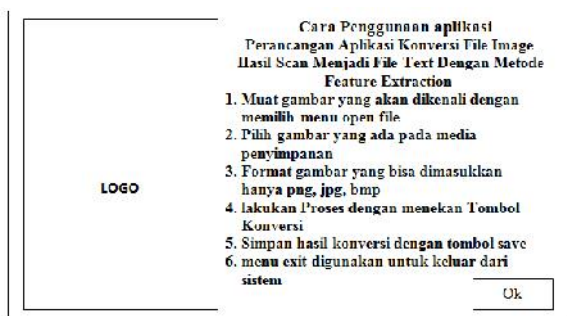 Cara Penggunaan aplikasi
Perancangan Aplikasi Konversi File Image
Hasil Scan Menjadi File Text Dengan Metode
Feature Extraction
1. Muat gambar yang akan dikenali dengan
memilih menu open file
2. Pilih gambar yang ada pada media
penyimpanan
3. Format gambar yang bisa dimasukkan
hanya png, jpg, bmp
LOGO
4. lakukan Proses dengan menekan Tombol
Konversi
5. Simpan hasil konversi dengan tombol save
6. menu exit digunakan untuk keluar dari
sistem
Ok